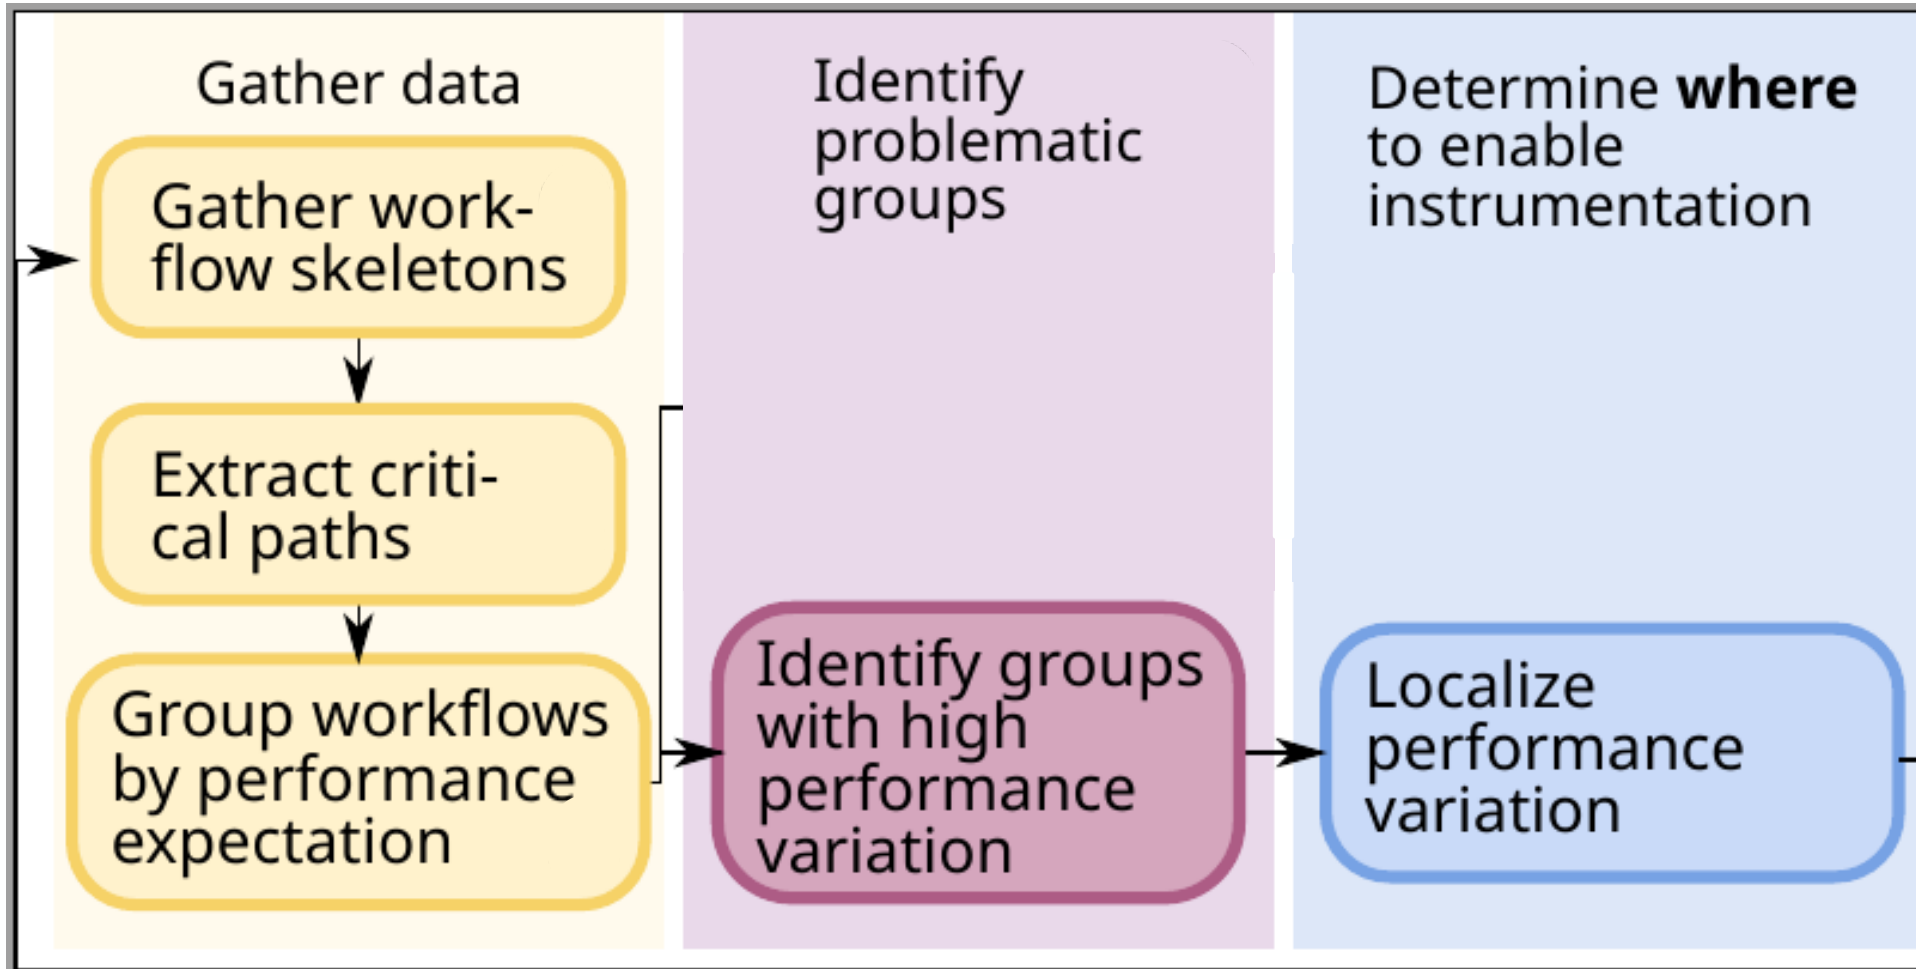 Gather data
Gather work-
flow skeletons
Extract criti-
cal paths
Group workflows
by performance
expectation
Identify
problematic
groups
Identify groups
with high
performance
variation
Determine where
to enable
instrumentation
Localize
performance
variation